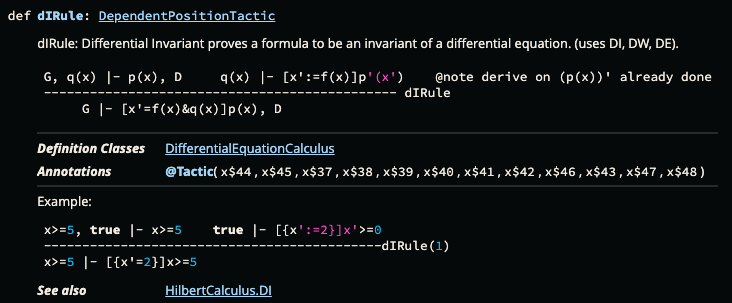 def dIRule: DependentPositionTactic
dIRule: Differential Invariant proves a formula to be an invariant of a differential equation. (uses DI, DW, DE).
G, q(x) |- p(x), D     q(x) |- [x':=f(x)]p'(x')    @note derive on (p(x))' already done
---------------------------------------------- dIRule
G |- [x'=f(x)&q(x)]p(x), D
Definition Classes DifferentialEquationCalculus
Annotations @Tactic(x$44,x$45,x$37,x$38,x$39,x$40,x$41,x$42,x$46,x$43,x$47,x$48)
Example:
x>=5, true |- x>=5    true |- [{x':=2}]x'>=0
--------------------------------------------dIRule(1)
x>=5 |- [{x'=2}]x>=5
See also HilbertCalculus.DI